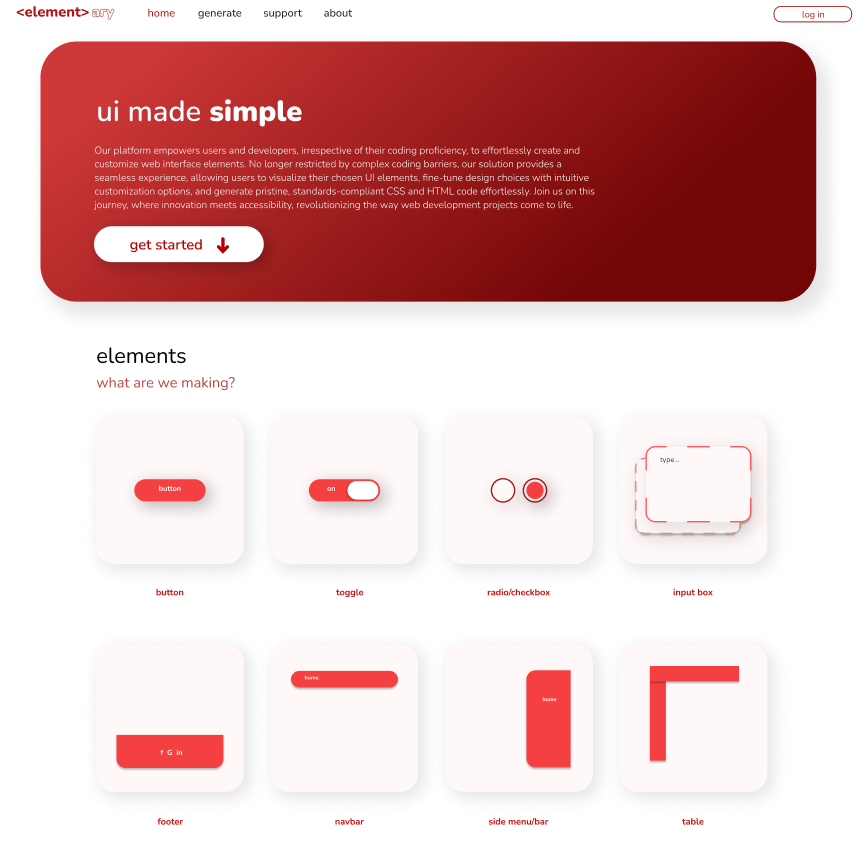 <element> ary
home generate support about
log in
ui made simple
Our platform empowers users and developers, irrespective of their coding proficiency, to effortlessly create and
customize web interface elements. No longer restricted by complex coding barriers, our solution provides a
seamless experience, allowing users to visualize their chosen UI elements, fine-tune design choices with intuitive
customization options, and generate pristine, standards-compliant CSS and HTML code effortlessly. Join us on this
journey, where innovation meets accessibility, revolutionizing the way web development projects come to life.
get started
elements
what are we making?
button
on
type...
button
toggle
radio/checkbox
input box
f G in
home
home
footer
navbar
side menu/bar
table